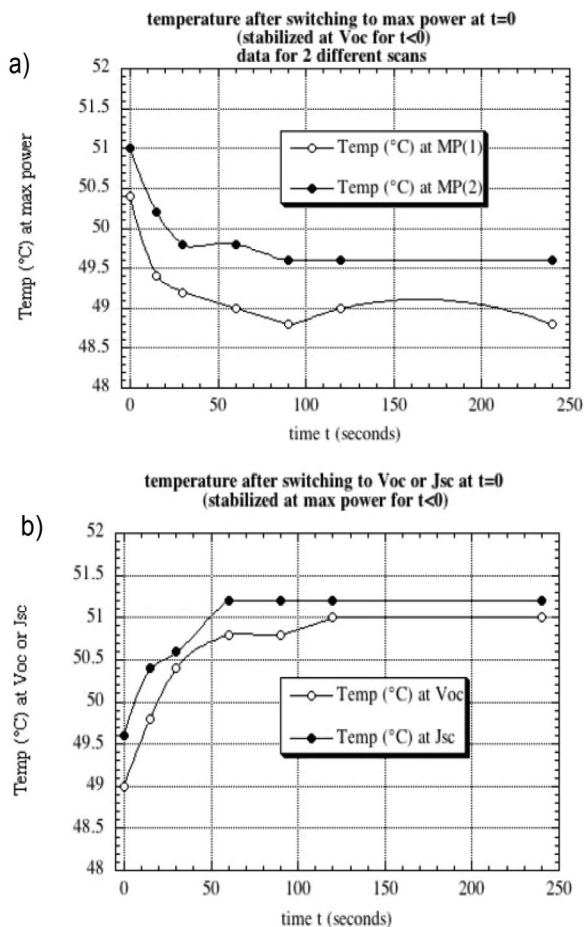 temperature after switching to max power at t=0
(stabilized at Voc for t<0)
data for 2 different scans
a)
52
51.5
51
50.5
50
49.5
49
48.5
48
Temp (°C) at max power
Temp (°C) at MP(1)
Temp (°C) at MP(2)
0 50 100 150 200 250
time t (seconds)
temperature after switching to Voc or Jsc at t=0
(stabilized at max power for t<0)
b)
52
51.5
51
50.5
50
49.5
49
48.5
48
Temp (°C) at Voc or Jsc
Temp (°C) at Voc
Temp (°C) at Jsc
0 50 100 150 200 250
time t (seconds)